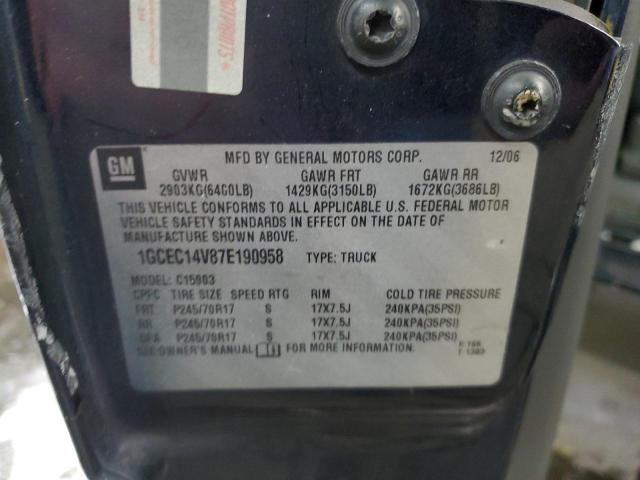 GM
MFD BY GENERAL MOTORS CORP. 12/06
GVWR GAWR FRT GAWR RR
2903KG(6400LB) 1429KG(3150LB) 1672KG(3686LB)
THIS VEHICLE CONFORMS TO ALL APPLICABLE U.S. FEDERAL MOTOR
VEHICLE SAFETY STANDARDS IN EFFECT ON THE DATE OF
MANUFACTURE SHOWN ABOVE.
1GCEC14V87E190958 TYPE: TRUCK
MODEL: C15903
CPFC TIRE SIZE SPEED RTG RIM COLD TIRE PRESSURE
FRT P245/70R17 S 17X7.5J 240KPA(35PSI)
RR P245/70R17 S 17X7.5J 240KPA(35PSI)
SPA P245/70R17 S 17X7.5J 240KPA(35PSI)
SEE OWNER'S MANUAL FOR MORE INFORMATION.